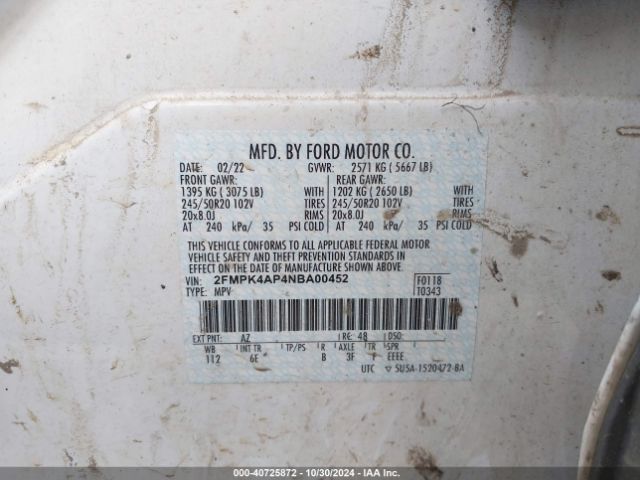 MFD. BY FORD MOTOR CO.
DATE: 02/22 GVWR: 2571 KG ( 5667 LB)
FRONT GAWR: REAR GAWR:
1395 KG ( 3075 LB) WITH 1202 KG ( 2650 LB) WITH
245/50R20 102V TIRES 245/50R20 102V TIRES
20x8.0J RIMS 20x8.0J RIMS
AT 240 kPa/ 35 PSI COLD AT 240 kPa/ 35 PSI COLD
THIS VEHICLE CONFORMS TO ALL APPLICABLE FEDERAL MOTOR
VEHICLE SAFETY AND THEFT PREVENTION STANDARDS IN
EFFECT ON THE DATE OF MANUFACTURE SHOWN ABOVE.
VIN: 2FMPK4AP4NBA00452 F0118
TYPE: MPV T0343
EXT PNT: AZ RC: 48 DSO:
WB INT TR TP/PS R AXLE TR SPR
112 6E B 3F F EEEE
UTC ▽ 5U5A-1520472-BA
000-40725872 | 10/30/2024 | IAA Inc.